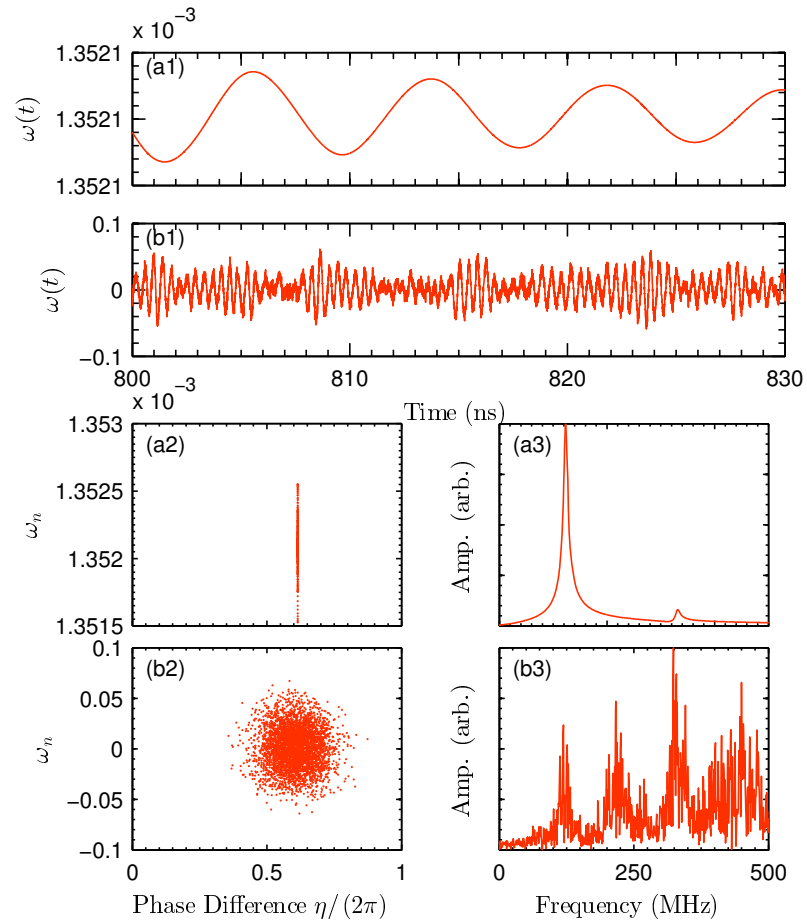 x 10⁻³
1.3521
(a1)
ω(t)
1.3521
1.3521
0.1
(b1)
ω(t)
0
−0.1
800 810 820 830
Time (ns)
x 10⁻³
1.353
(a2)
(a3)
1.3525
ω_n
Amp. (arb.)
1.352
1.3515
0.1
(b2)
(b3)
0.05
ω_n
Amp. (arb.)
0
−0.05
−0.1
0 0.5 1
0 250 500
Phase Difference η/(2π)
Frequency (MHz)